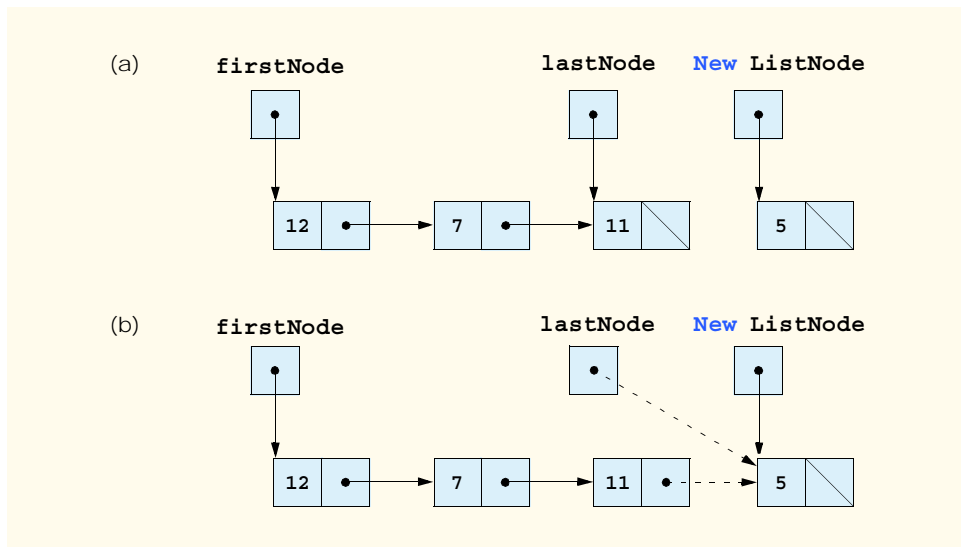 (a)
firstNode
lastNode
New ListNode
12
7
11
5
(b)
firstNode
lastNode
New ListNode
12
7
11
5